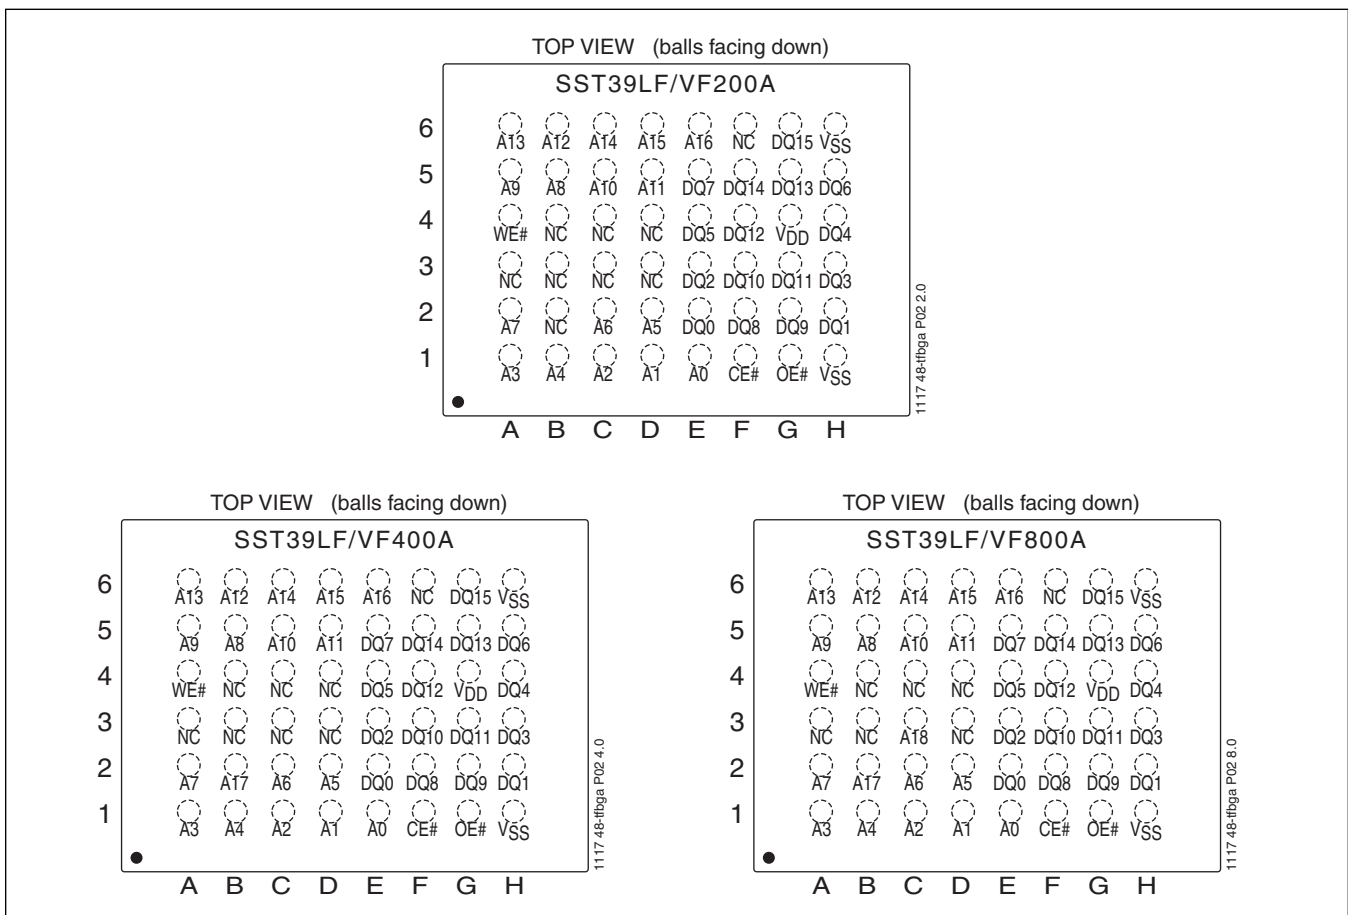 TOP VIEW (balls facing down)
SST39LF/VF200A
6 A13 A12 A14 A15 A16 NC DQ15 VSS
5 A9 A8 A10 A11 DQ7 DQ14 DQ13 DQ6
4 WE# NC NC NC DQ5 DQ12 VDD DQ4
3 NC NC NC NC DQ2 DQ10 DQ11 DQ3
2 A7 NC A6 A5 DQ0 DQ8 DQ9 DQ1
1 A3 A4 A2 A1 A0 CE# OE# VSS
A B C D E F G H
1117 48-tfbga P02 2.0
TOP VIEW (balls facing down)
SST39LF/VF400A
6 A13 A12 A14 A15 A16 NC DQ15 VSS
5 A9 A8 A10 A11 DQ7 DQ14 DQ13 DQ6
4 WE# NC NC NC DQ5 DQ12 VDD DQ4
3 NC NC NC NC DQ2 DQ10 DQ11 DQ3
2 A7 A17 A6 A5 DQ0 DQ8 DQ9 DQ1
1 A3 A4 A2 A1 A0 CE# OE# VSS
A B C D E F G H
1117 48-tfbga P02 4.0
TOP VIEW (balls facing down)
SST39LF/VF800A
6 A13 A12 A14 A15 A16 NC DQ15 VSS
5 A9 A8 A10 A11 DQ7 DQ14 DQ13 DQ6
4 WE# NC NC NC DQ5 DQ12 VDD DQ4
3 NC NC A18 NC DQ2 DQ10 DQ11 DQ3
2 A7 A17 A6 A5 DQ0 DQ8 DQ9 DQ1
1 A3 A4 A2 A1 A0 CE# OE# VSS
A B C D E F G H
1117 48-tfbga P02 8.0